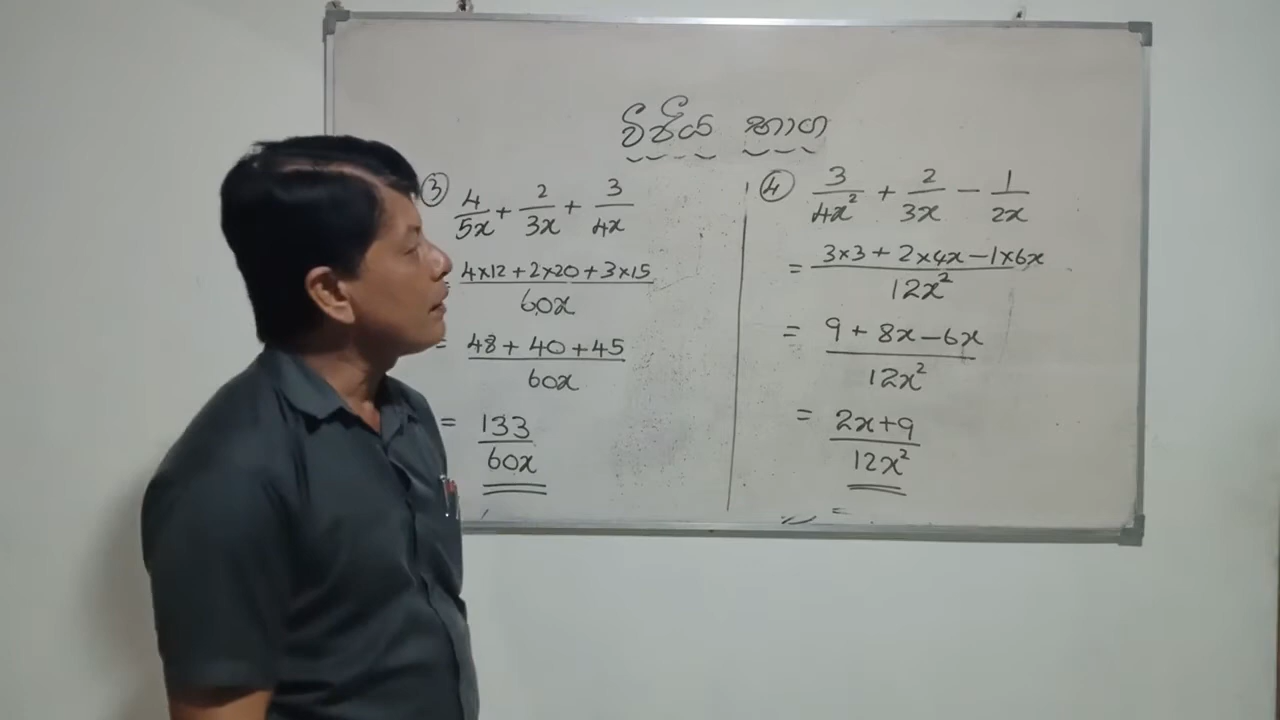 වීජීය භාග
③ 4/5x + 2/3x + 3/4x
4×12 + 2×20 + 3×15 / 60x
= 48 + 40 + 45 / 60x
= 133 / 60x
④ 3/4x² + 2/3x − 1/2x
= 3×3 + 2×4x − 1×6x / 12x²
= 9 + 8x − 6x / 12x²
= 2x+9 / 12x²